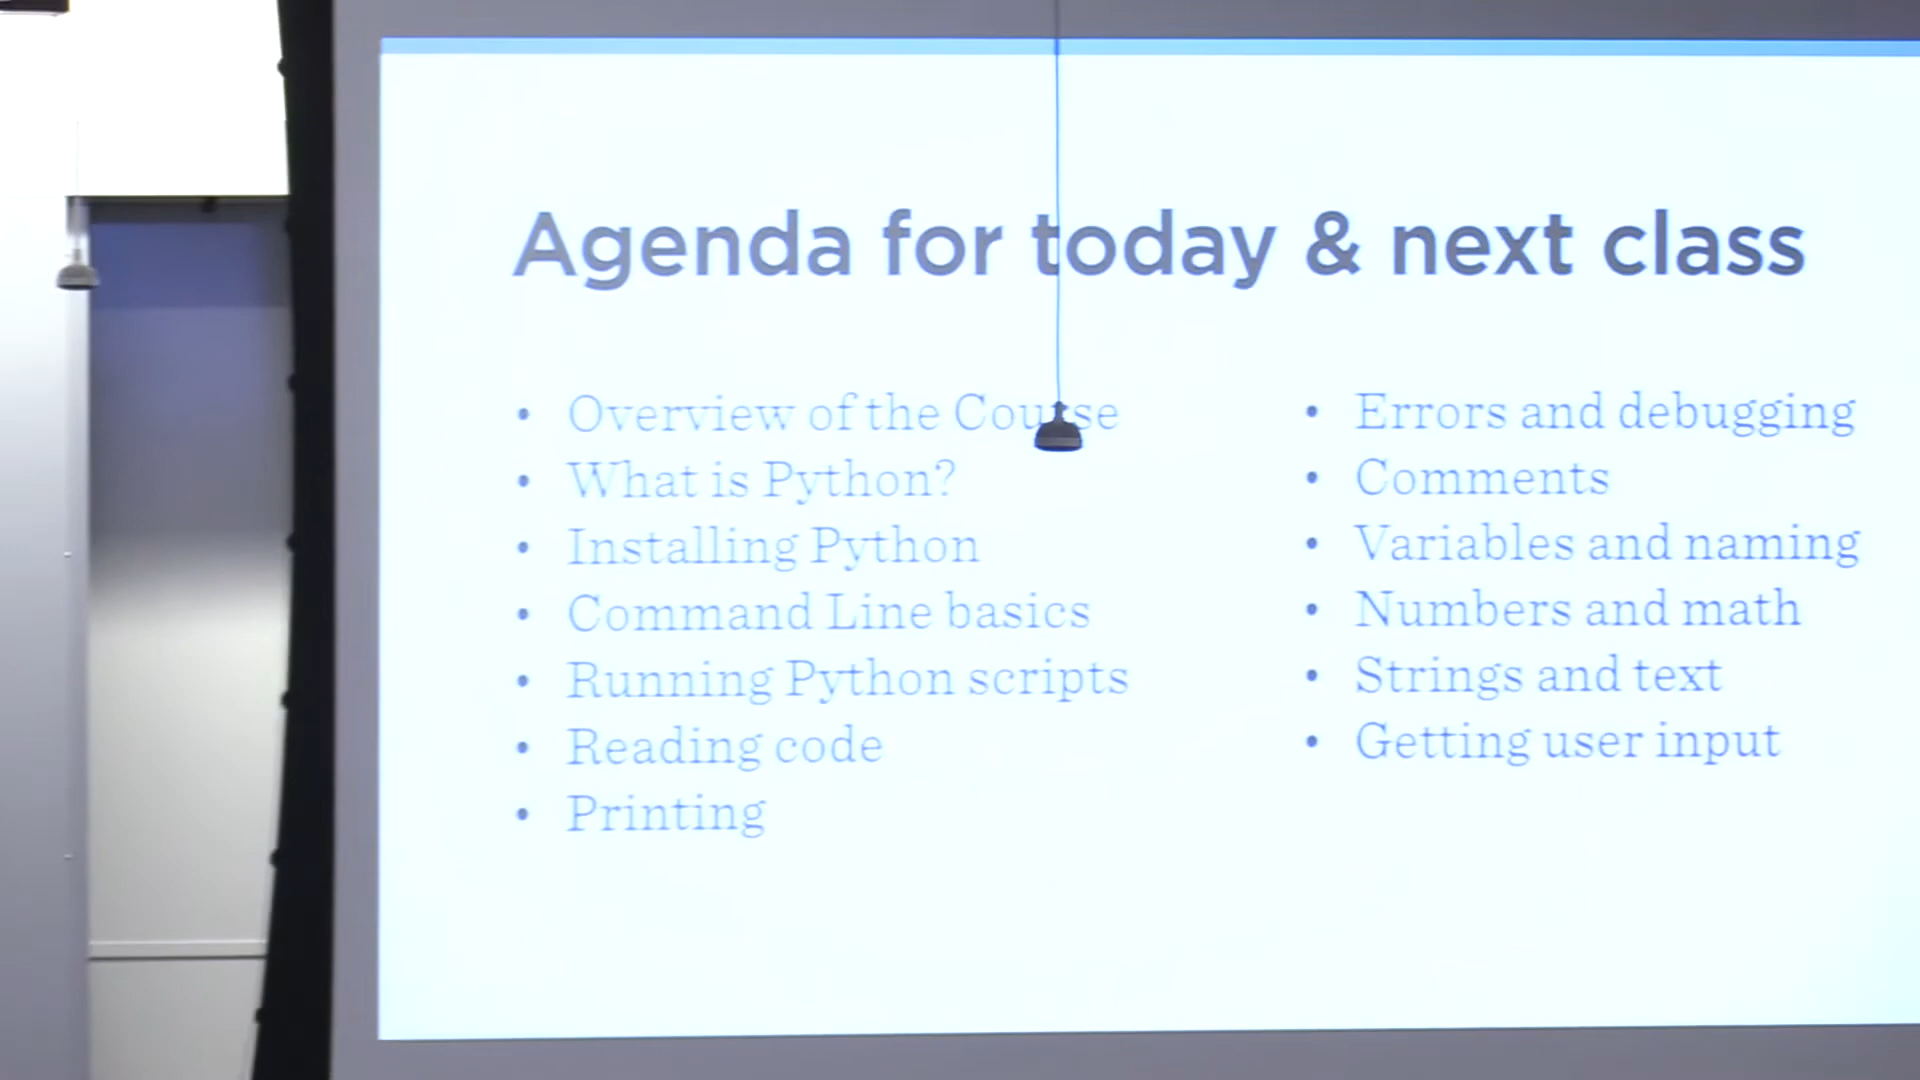 Agenda for today & next class
• Overview of the Course
• What is Python?
• Installing Python
• Command Line basics
• Running Python scripts
• Reading code
• Printing
• Errors and debugging
• Comments
• Variables and naming
• Numbers and math
• Strings and text
• Getting user input